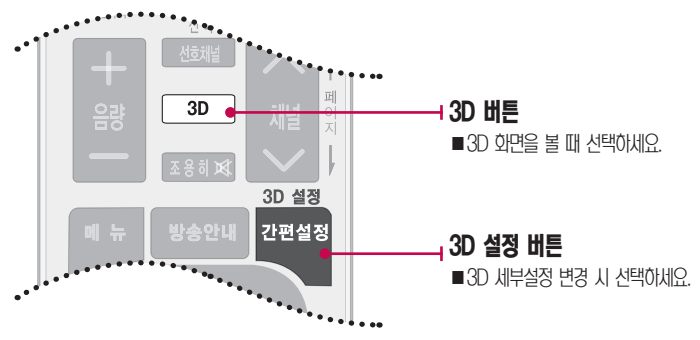 선호채널
음량
3D
채널
페이지
조용히
3D 설정
메 뉴
방송안내
간편설정
3D 버튼
■3D 화면을 볼 때 선택하세요.
3D 설정 버튼
■3D 세부설정 변경 시 선택하세요.